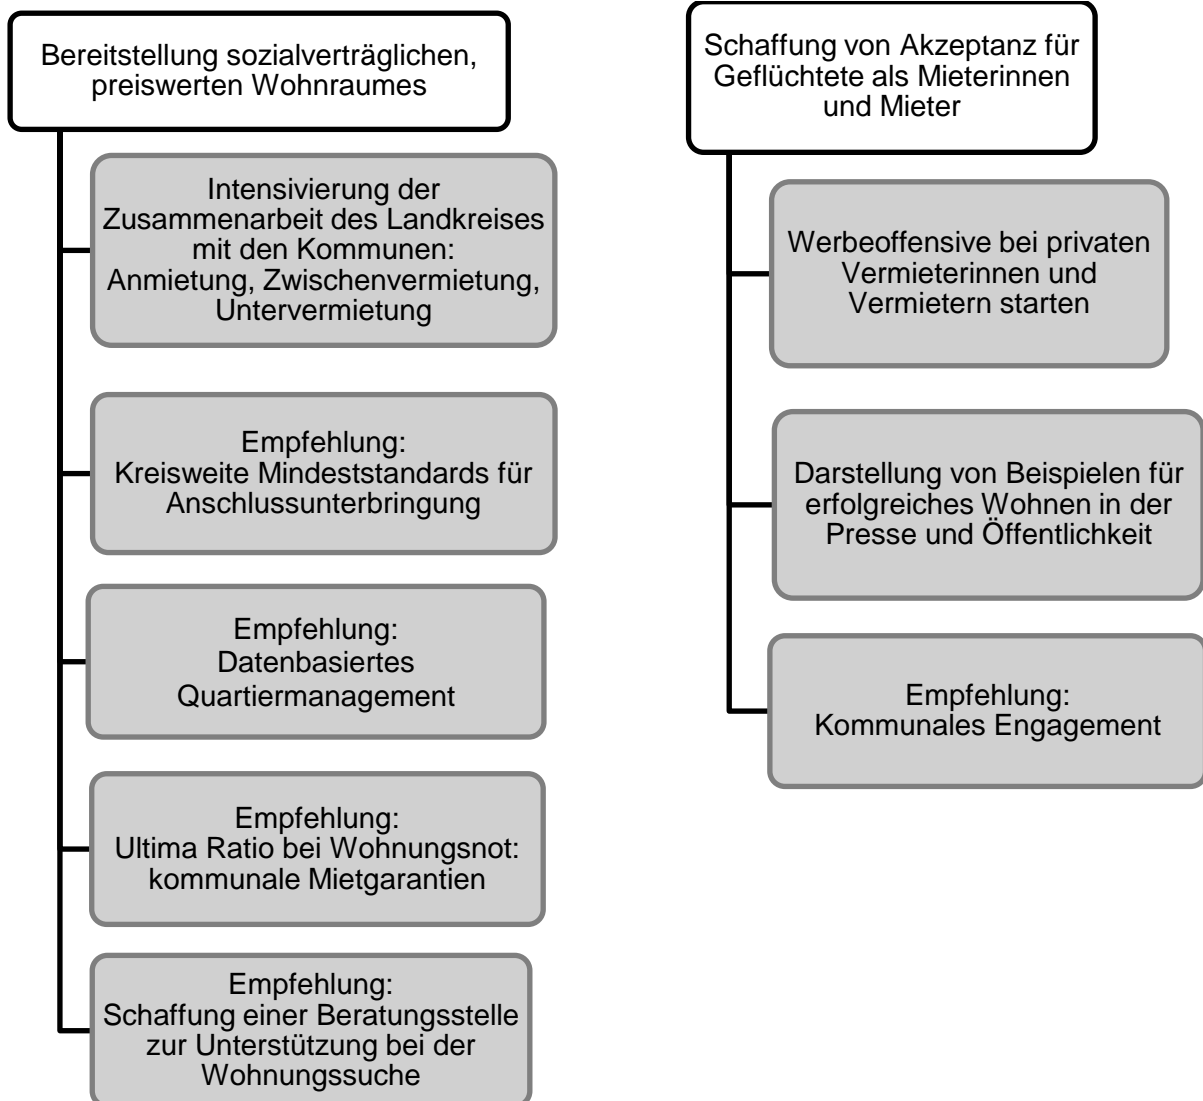 Bereitstellung sozialverträglichen,
preiswerten Wohnraumes
Intensivierung der
Zusammenarbeit des Landkreises
mit den Kommunen:
Anmietung, Zwischenvermietung,
Untervermietung
Empfehlung:
Kreisweite Mindeststandards für
Anschlussunterbringung
Empfehlung:
Datenbasiertes
Quartiermanagement
Empfehlung:
Ultima Ratio bei Wohnungsnot:
kommunale Mietgarantien
Empfehlung:
Schaffung einer Beratungsstelle
zur Unterstützung bei der
Wohnungssuche
Schaffung von Akzeptanz für
Geflüchtete als Mieterinnen
und Mieter
Werbeoffensive bei privaten
Vermieterinnen und
Vermietern starten
Darstellung von Beispielen für
erfolgreiches Wohnen in der
Presse und Öffentlichkeit
Empfehlung:
Kommunales Engagement